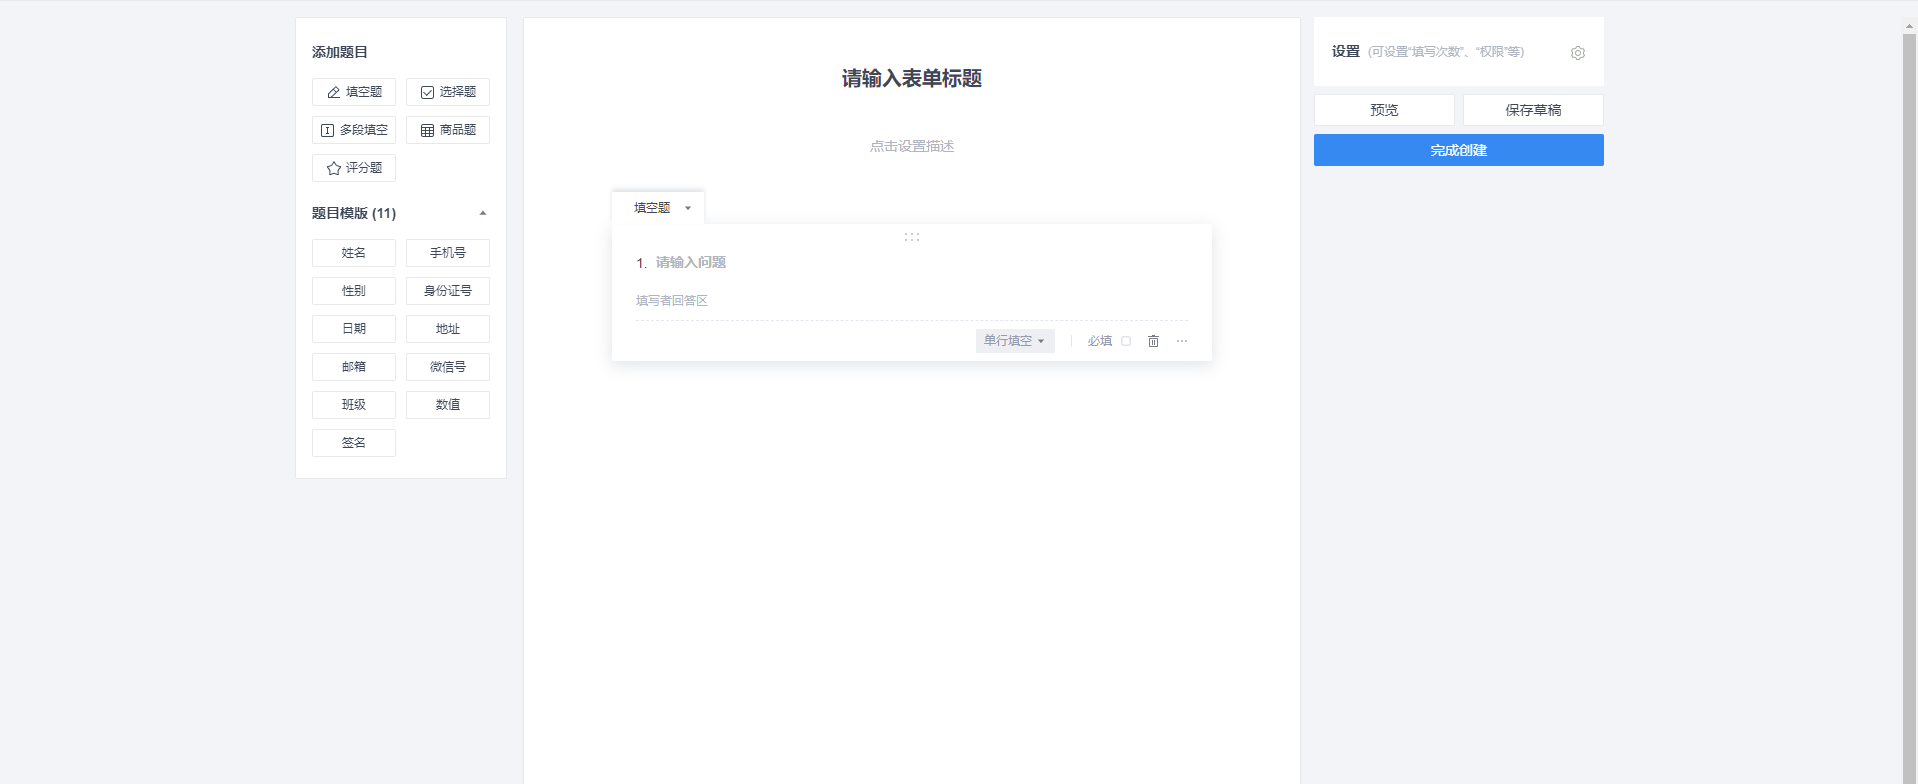 添加题目
填空题
选择题
多段填空
商品题
评分题
题目模版 (11)
姓名
手机号
性别
身份证号
日期
地址
邮箱
微信号
班级
数值
签名
请输入表单标题
点击设置描述
填空题
1. 请输入问题
填写者回答区
单行填空
必填
设置 (可设置“填写次数”、“权限”等)
预览
保存草稿
完成创建